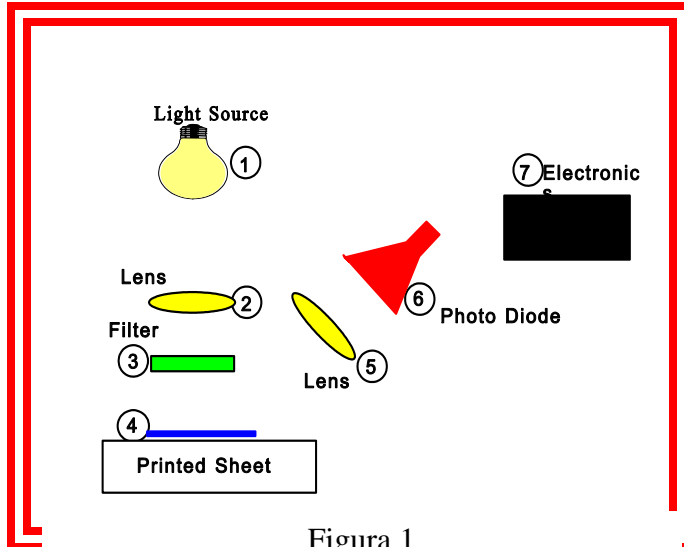 Light Source
1
7 Electronic
s
Lens
2
6
Photo Diode
Filter
3
5
Lens
4
Printed Sheet
Figura 1